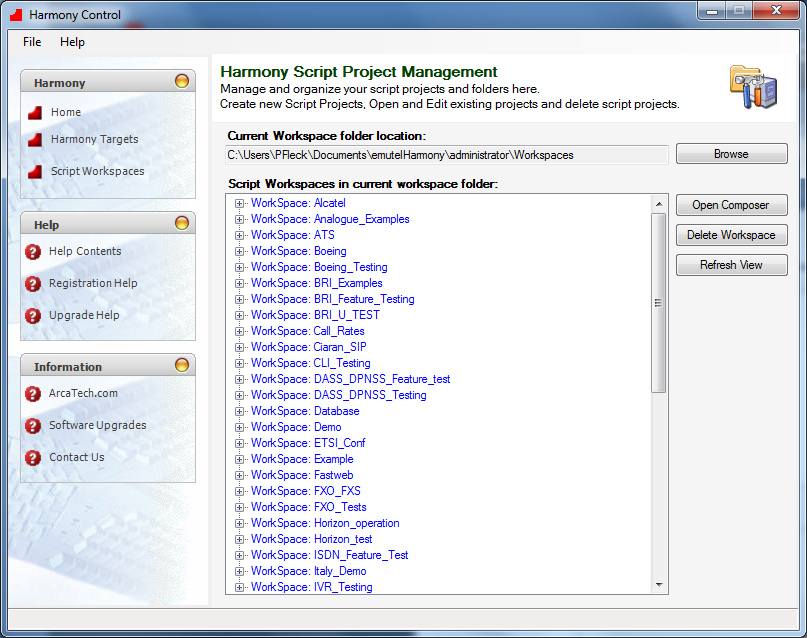 Harmony Control
File Help
Harmony
Home
Harmony Targets
Script Workspaces
Help
Help Contents
Registration Help
Upgrade Help
Information
ArcaTech.com
Software Upgrades
Contact Us
Harmony Script Project Management
Manage and organize your script projects and folders here.
Create new Script Projects, Open and Edit existing projects and delete script projects.
Current Workspace folder location:
C:\Users\PFleck\Documents\emutelHarmony\administrator\Workspaces
Browse
Script Workspaces in current workspace folder:
WorkSpace: Alcatel
WorkSpace: Analogue_Examples
WorkSpace: ATS
WorkSpace: Boeing
WorkSpace: Boeing_Testing
WorkSpace: BRI_Examples
WorkSpace: BRI_Feature_Testing
WorkSpace: BRI_U_TEST
WorkSpace: Call_Rates
WorkSpace: Ciaran_SIP
WorkSpace: CLI_Testing
WorkSpace: DASS_DPNSS_Feature_test
WorkSpace: DASS_DPNSS_Testing
WorkSpace: Database
WorkSpace: Demo
WorkSpace: ETSI_Conf
WorkSpace: Example
WorkSpace: Fastweb
WorkSpace: FXO_FXS
WorkSpace: FXO_Tests
WorkSpace: Horizon_operation
WorkSpace: Horizon_test
WorkSpace: ISDN_Feature_Test
WorkSpace: Italy_Demo
WorkSpace: IVR_Testing
Open Composer
Delete Workspace
Refresh View